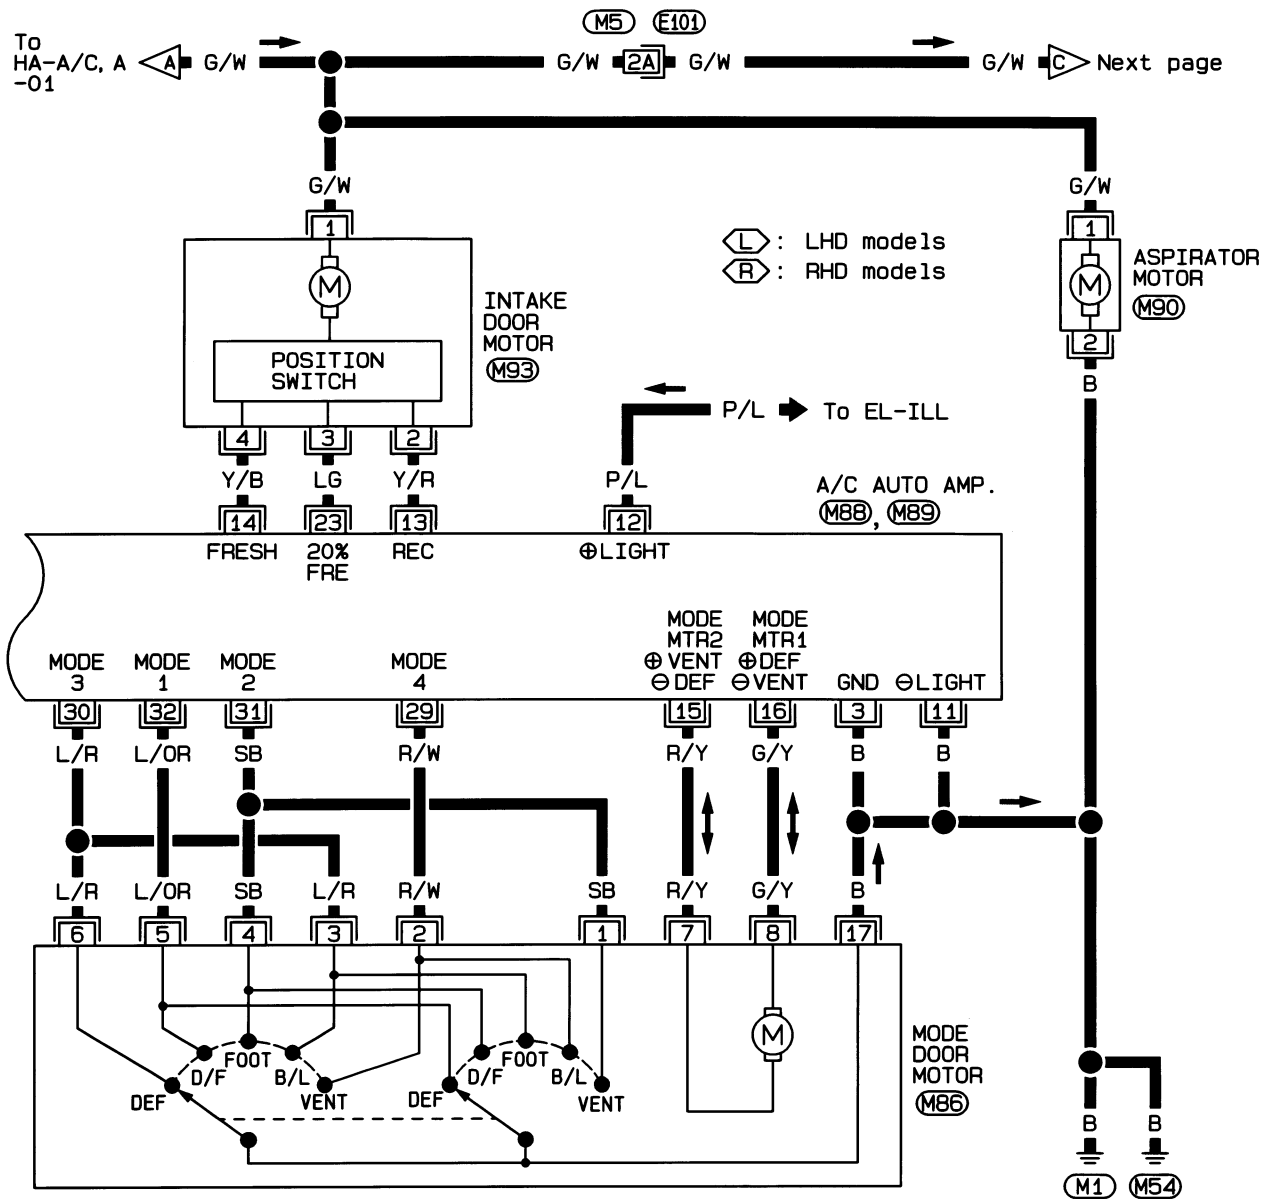 M5 E101
To
HA-A/C, A
-01
A G/W G/W 2A G/W G/W C Next page
G/W G/W
1 1
L : LHD models
R : RHD models
M
INTAKE
DOOR
MOTOR
M93
M
ASPIRATOR
MOTOR
M90
2
POSITION
SWITCH
B
P/L To EL-ILL
4 3 2
Y/B LG Y/R P/L
A/C AUTO AMP.
M88, M89
14 23 13 12
FRESH 20% REC ⊕LIGHT
FRE
MODE MODE
MTR2 MTR1
MODE MODE MODE MODE ⊕VENT ⊕DEF
3 1 2 4 ⊖DEF ⊖VENT GND ⊖LIGHT
30 32 31 29 15 16 3 11
L/R L/OR SB R/W R/Y G/Y B B
L/R L/OR SB L/R R/W SB R/Y G/Y B
6 5 4 3 2 1 7 8 17
M
MODE
DOOR
MOTOR
M86
DEF D/F FOOT B/L VENT
DEF D/F FOOT B/L VENT
B B
M1 M54